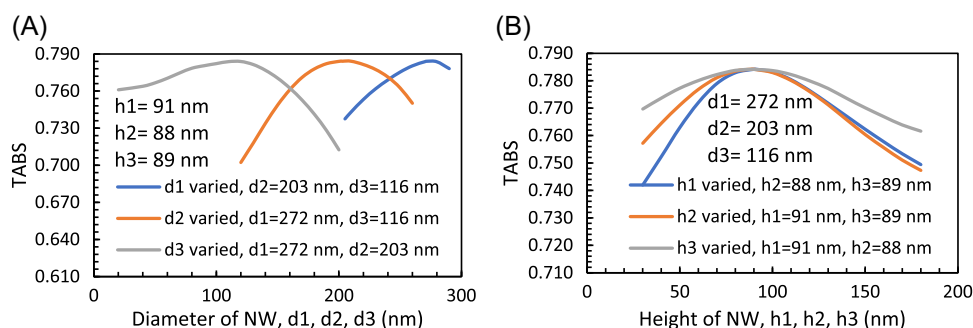 (A)
0.790
0.760
0.730
0.700
0.670
0.640
0.610
TABS
h1= 91 nm
h2= 88 nm
h3= 89 nm
d1 varied, d2=203 nm, d3=116 nm
d2 varied, d1=272 nm, d3=116 nm
d3 varied, d1=272 nm, d2=203 nm
0 100 200 300
Diameter of NW, d1, d2, d3 (nm)
(B)
0.790
0.780
0.770
0.760
0.750
0.740
0.730
0.720
0.710
TABS
d1= 272 nm
d2= 203 nm
d3= 116 nm
h1 varied, h2=88 nm, h3=89 nm
h2 varied, h1=91 nm, h3=89 nm
h3 varied, h1=91 nm, h2=88 nm
0 50 100 150 200
Height of NW, h1, h2, h3 (nm)